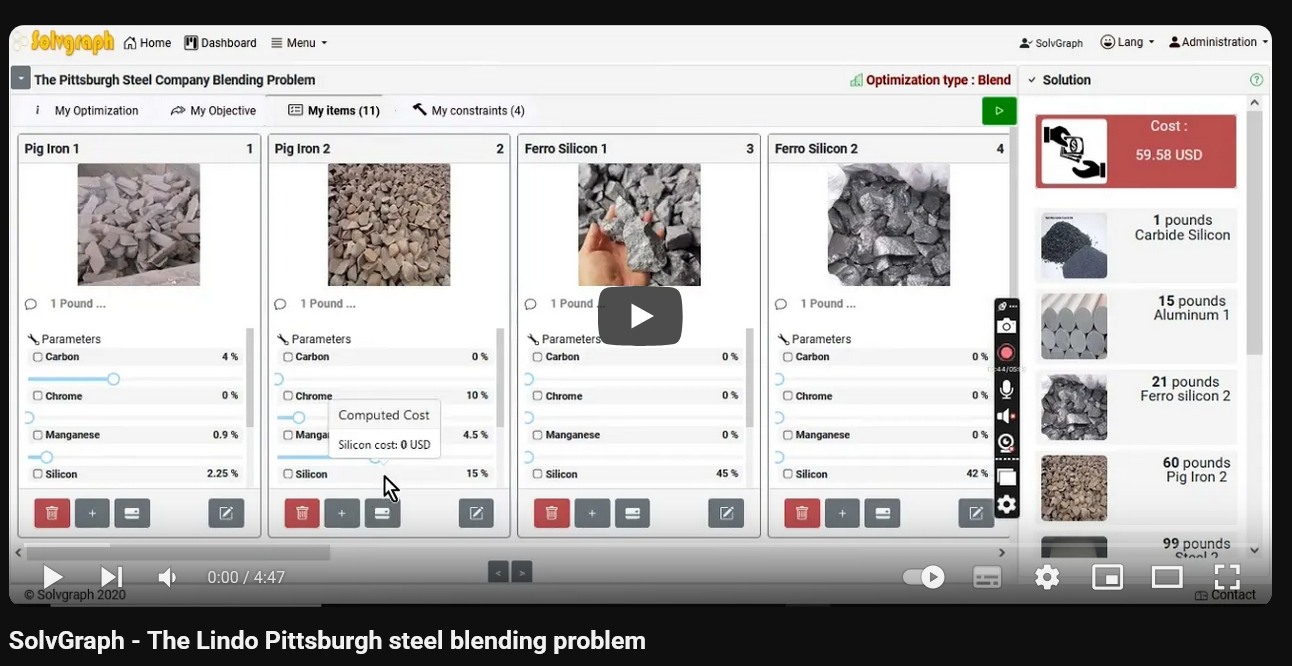 Solvgraph Home Dashboard Menu SolvGraph Lang Administration
The Pittsburgh Steel Company Blending Problem Optimization type : Blend Solution
My Optimization My Objective My items (11) My constraints (4)
Pig Iron 1 1
1 Pound ...
Parameters
Carbon 4 %
Chrome 0 %
Manganese 0.9 %
Silicon 2.25 %
Pig Iron 2 2
1 Pound ...
Parameters
Carbon 0 %
Chrome 10 %
Manga 4.5 %
Silicon 15 %
Computed Cost
Silicon cost: 0 USD
Ferro Silicon 1 3
1 Pound ...
Parameters
Carbon 0 %
Chrome 0 %
Manganese 0 %
Silicon 45 %
Ferro Silicon 2 4
1 Pound ...
Parameters
Carbon 0 %
Chrome 0 %
Manganese 0 %
Silicon 42 %
Cost :
59.58 USD
1 pounds
Carbide Silicon
15 pounds
Aluminum 1
21 pounds
Ferro silicon 2
60 pounds
Pig Iron 2
99 pounds
Steel 2
0:00 / 4:47
© Solvgraph 2020
Contact
SolvGraph - The Lindo Pittsburgh steel blending problem